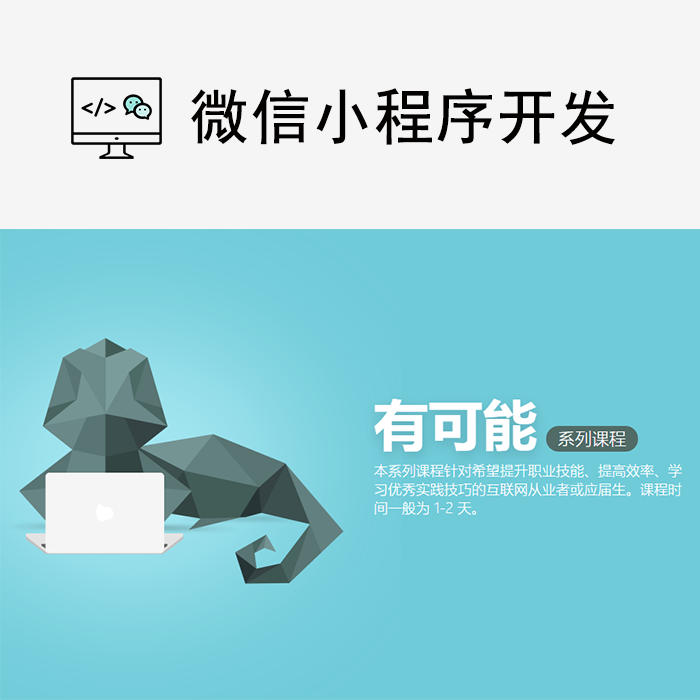 </>
微信小程序开发
有可能 系列课程
本系列课程针对希望提升职业技能、提高效率、学
习优秀实践技巧的互联网从业者或应届生。课程时
间一般为 1-2 天。